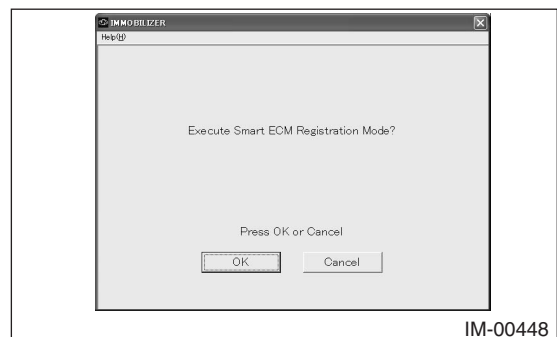 IMMOBILIZER
Help(H)
Execute Smart ECM Registration Mode?
Press OK or Cancel
OK
Cancel
IM-00448